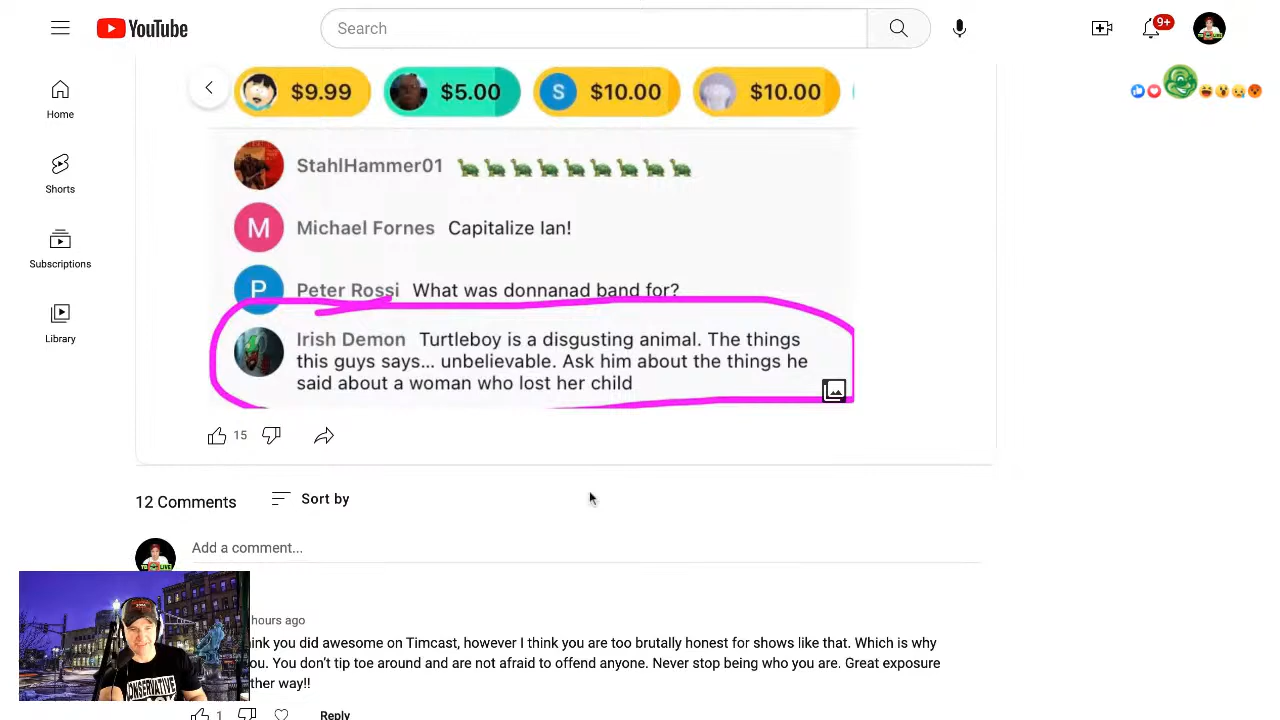 YouTube
Search
9+
Home
Shorts
Subscriptions
Library
$9.99
$5.00
S $10.00
$10.00
StahlHammer01
M Michael Fornes Capitalize Ian!
P Peter Rossi What was donnanad band for?
Irish Demon Turtleboy is a disgusting animal. The things
this guys says... unbelievable. Ask him about the things he
said about a woman who lost her child
15
12 Comments Sort by
Add a comment...
hours ago
you did awesome on Timcast, however I think you are too brutally honest for shows like that. Which is why
You don't tip toe around and are not afraid to offend anyone. Never stop being who you are. Great exposure
way!!
1 Reply